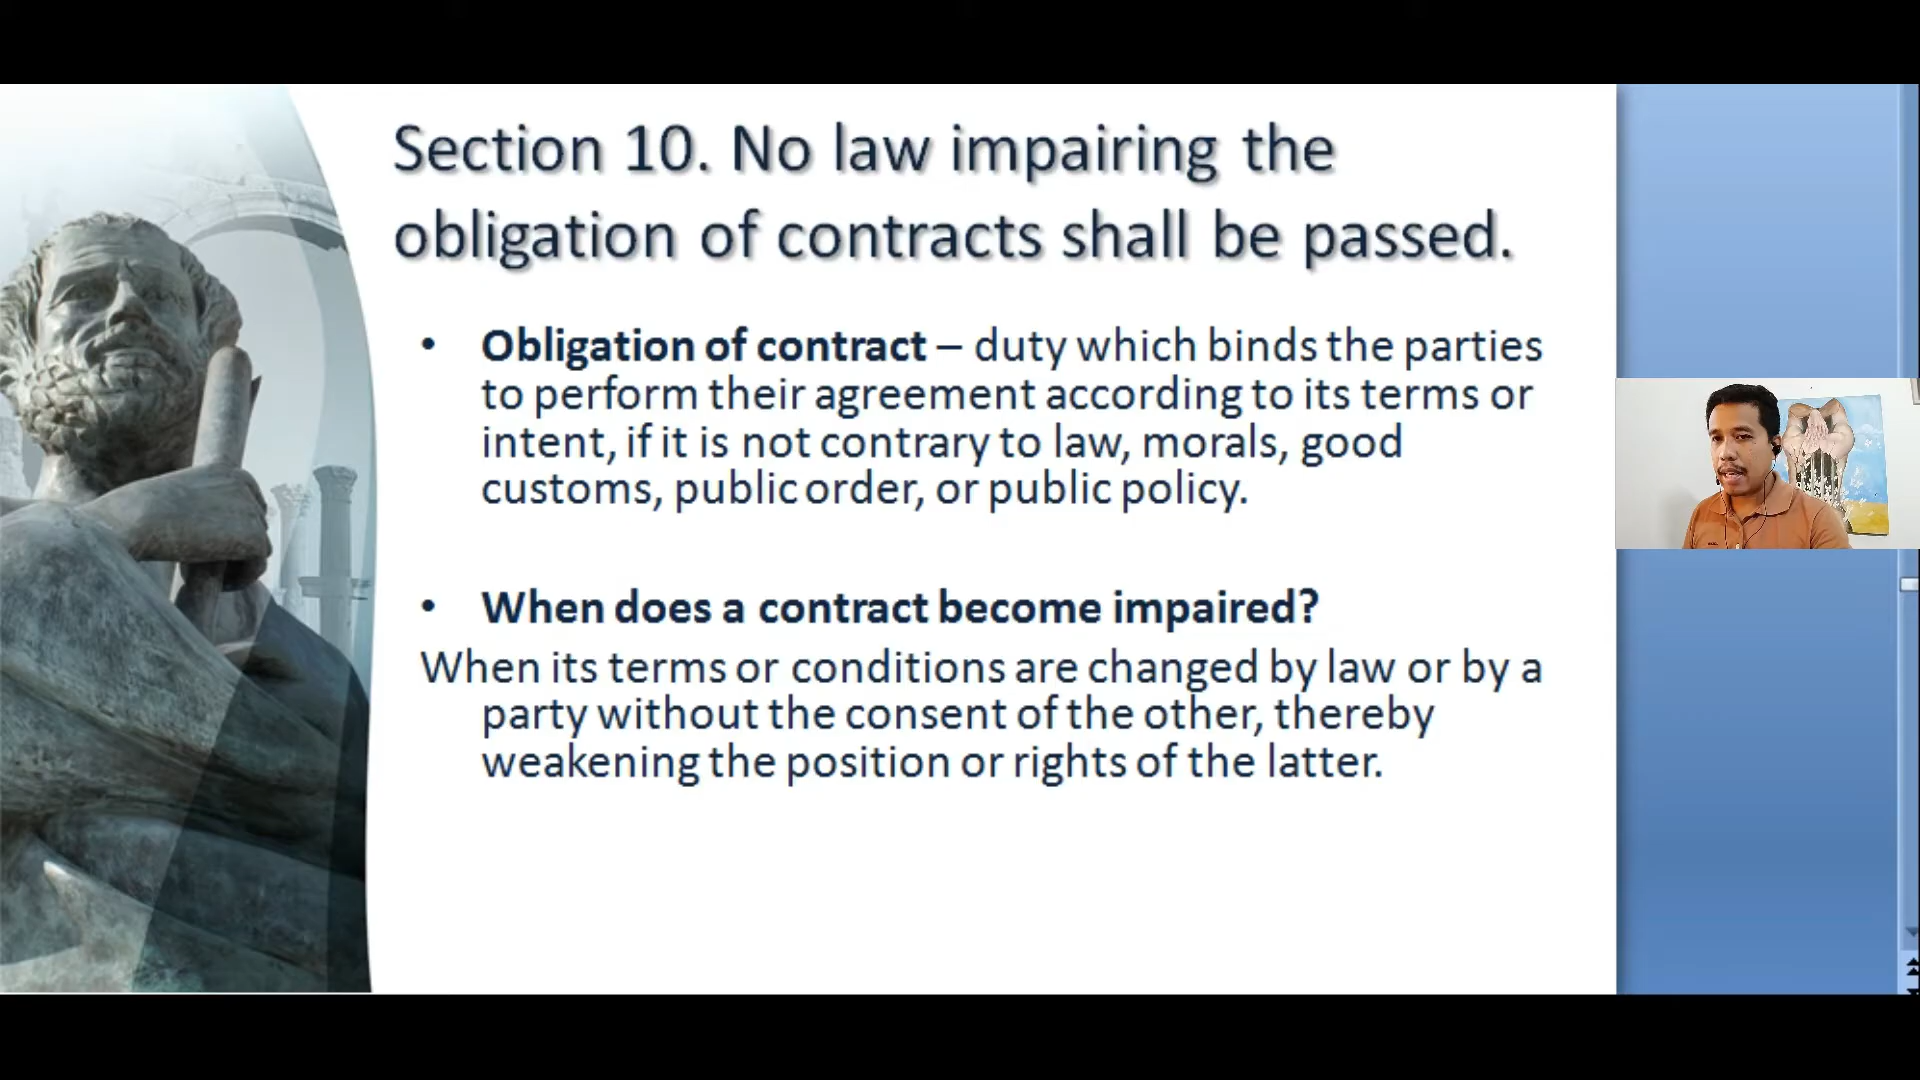 Section 10. No law impairing the
obligation of contracts shall be passed.
• Obligation of contract – duty which binds the parties
to perform their agreement according to its terms or
intent, if it is not contrary to law, morals, good
customs, public order, or public policy.
• When does a contract become impaired?
When its terms or conditions are changed by law or by a
party without the consent of the other, thereby
weakening the position or rights of the latter.